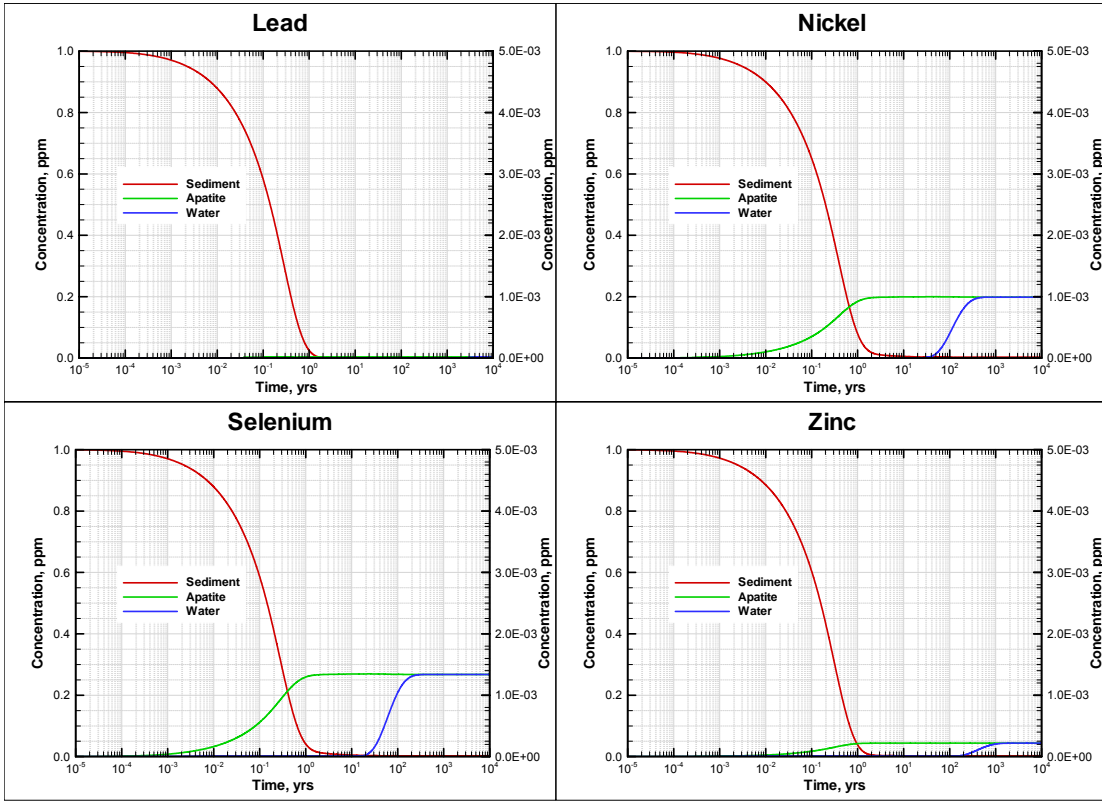 Lead
1.0
0.8
0.6
0.4
0.2
0.0
Concentration, ppm
5.0E-03
4.0E-03
3.0E-03
2.0E-03
1.0E-03
0.0E+00
Concentration, ppm
Sediment
Apatite
Water
10-5 10-4 10-3 10-2 10-1 100 101 102 103 104
Time, yrs
Nickel
1.0
0.8
0.6
0.4
0.2
0.0
Concentration, ppm
5.0E-03
4.0E-03
3.0E-03
2.0E-03
1.0E-03
0.0E+00
Concentration, ppm
Sediment
Apatite
Water
10-5 10-4 10-3 10-2 10-1 100 101 102 103 104
Time, yrs
Selenium
1.0
0.8
0.6
0.4
0.2
0.0
Concentration, ppm
5.0E-03
4.0E-03
3.0E-03
2.0E-03
1.0E-03
0.0E+00
Concentration, ppm
Sediment
Apatite
Water
10-5 10-4 10-3 10-2 10-1 100 101 102 103 104
Time, yrs
Zinc
1.0
0.8
0.6
0.4
0.2
0.0
Concentration, ppm
5.0E-03
4.0E-03
3.0E-03
2.0E-03
1.0E-03
0.0E+00
Concentration, ppm
Sediment
Apatite
Water
10-5 10-4 10-3 10-2 10-1 100 101 102 103 104
Time, yrs